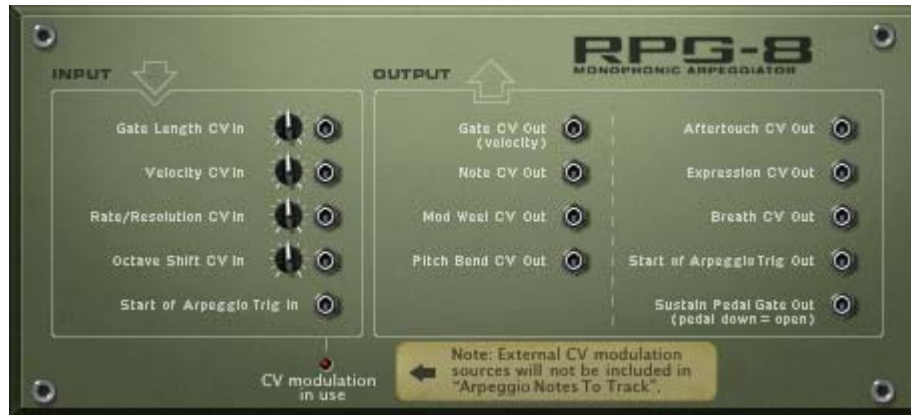 RPG-8
MONOPHONIC ARPEGGIATOR
INPUT
Gate Length CV In
Velocity CV In
Rate/Resolution CV In
Octave Shift CV In
Start of Arpeggio Trig In
CV modulation
in use
OUTPUT
Gate CV Out
(velocity)
Note CV Out
Mod Weel CV Out
Pitch Bend CV Out
Aftertouch CV Out
Expression CV Out
Breath CV Out
Start of Arpeggio Trig Out
Sustain Pedal Gate Out
(pedal down = open)
Note: External CV modulation
sources will not be included in
“Arpeggio Notes To Track”.